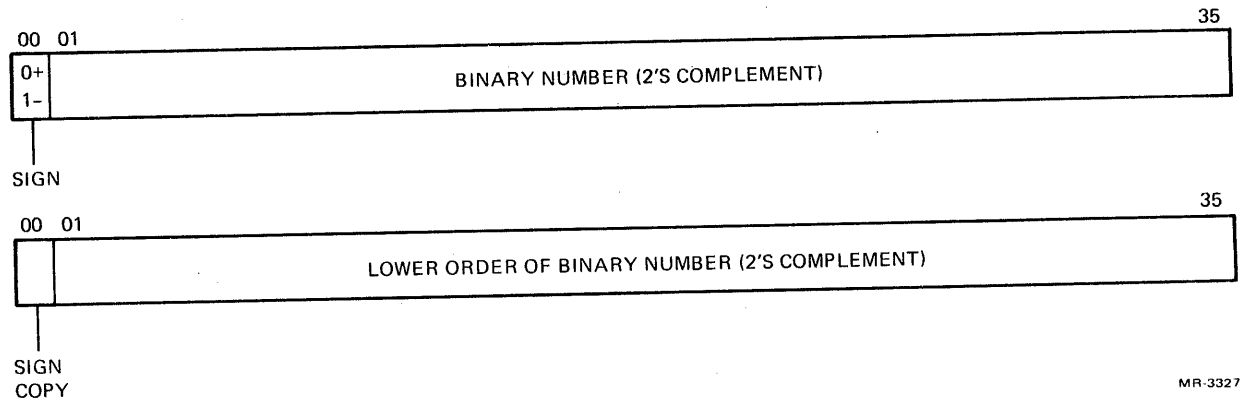 00 01 35
0+
1–
BINARY NUMBER (2'S COMPLEMENT)
SIGN
00 01 35
LOWER ORDER OF BINARY NUMBER (2'S COMPLEMENT)
SIGN
COPY
MR-3327